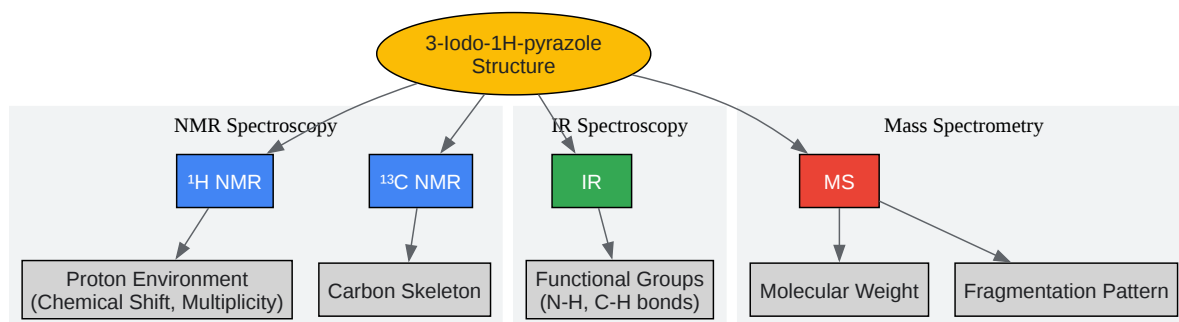 3-Iodo-1H-pyrazole
Structure
NMR Spectroscopy
IR Spectroscopy
Mass Spectrometry
¹H NMR
¹³C NMR
IR
MS
Proton Environment
(Chemical Shift, Multiplicity)
Carbon Skeleton
Functional Groups
(N-H, C-H bonds)
Molecular Weight
Fragmentation Pattern